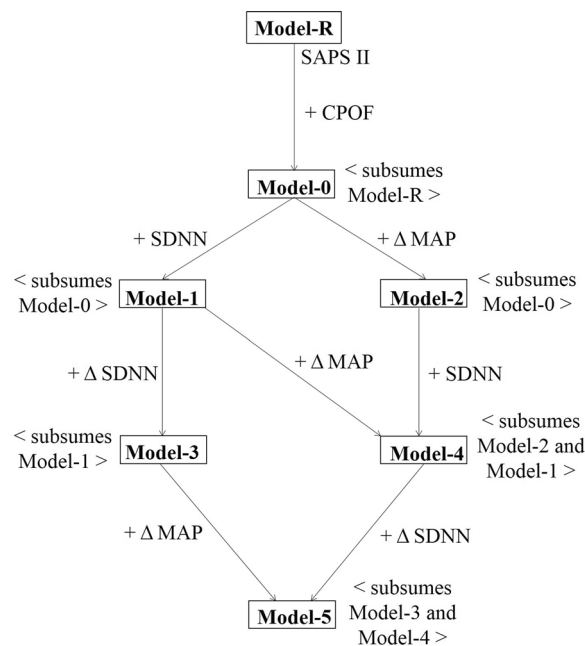 Model-R
SAPS II
+ CPOF
Model-0
< subsumes
Model-R >
+ SDNN
+ Δ MAP
< subsumes
Model-0 >
Model-1
Model-2
< subsumes
Model-0 >
+ Δ SDNN
+ Δ MAP
+ SDNN
< subsumes
Model-1 >
Model-3
Model-4
< subsumes
Model-2 and
Model-1 >
+ Δ MAP
+ Δ SDNN
Model-5
< subsumes
Model-3 and
Model-4 >